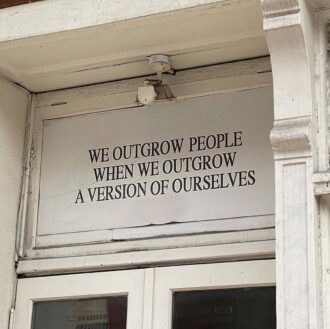 WE OUTGROW PEOPLE
WHEN WE OUTGROW
A VERSION OF OURSELVES